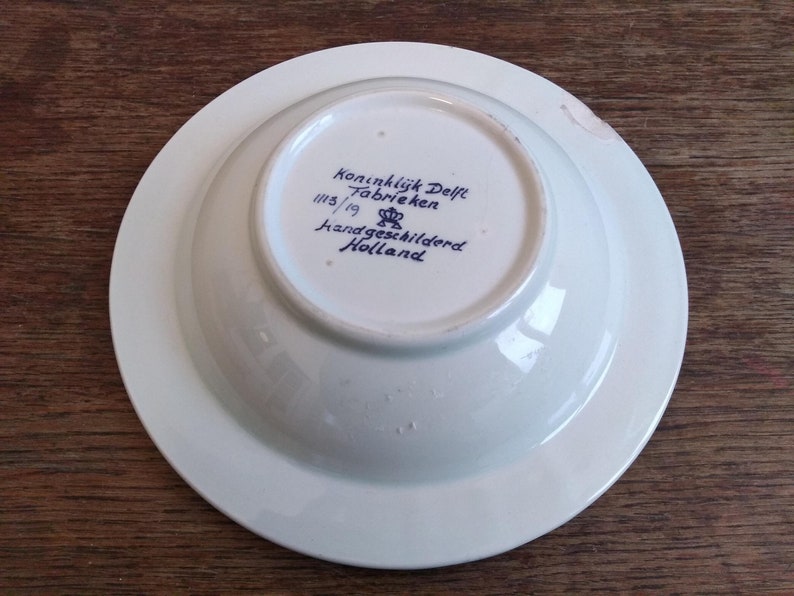 Koninklijk Delft
Fabrieken
1113/19
Handgeschilderd
Holland